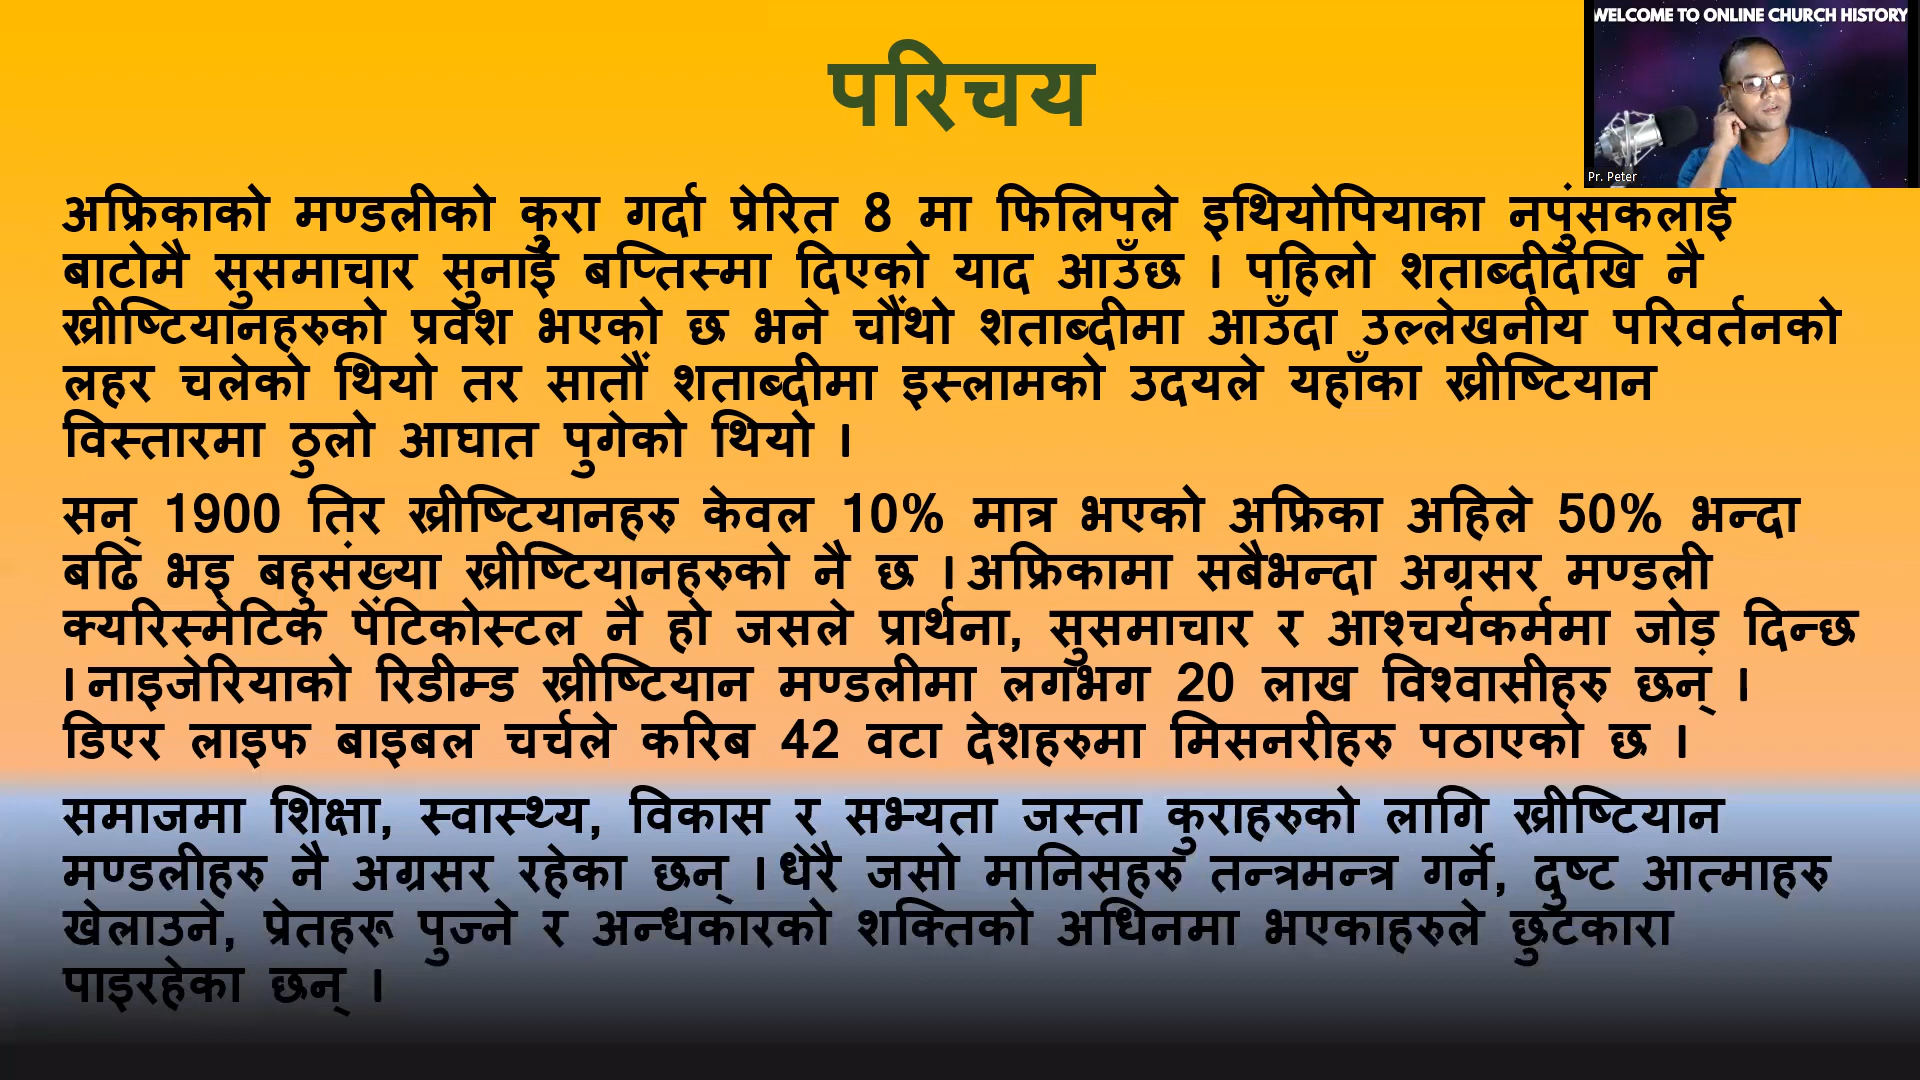 WELCOME TO ONLINE CHURCH HISTORY
परिचय
Pr. Peter
अफ्रिकाको मण्डलीको कुरा गर्दा प्रेरित 8 मा फिलिपले इथियोपियाका नपुंसकलाई
बाटोमै सुसमाचार सुनाई बप्तिस्मा दिएको याद आउँछ । पहिलो शताब्दीदेखि नै
ख्रीष्टियानहरुको प्रवेश भएको छ भने चौंथो शताब्दीमा आउँदा उल्लेखनीय परिवर्तनको
लहर चलेको थियो तर सातौं शताब्दीमा इस्लामको उदयले यहाँका ख्रीष्टियान
विस्तारमा ठुलो आघात पुगेको थियो ।
सन् 1900 तिर ख्रीष्टियानहरु केवल 10% मात्र भएको अफ्रिका अहिले 50% भन्दा
बढि भइ बहुसंख्या ख्रीष्टियानहरुको नै छ । अफ्रिकामा सबैभन्दा अग्रसर मण्डली
क्यरिस्मेटिक पेंटिकोस्टल नै हो जसले प्रार्थना, सुसमाचार र आश्चर्यकर्ममा जोड़ दिन्छ
। नाइजेरियाको रिडीम्ड ख्रीष्टियान मण्डलीमा लगभग 20 लाख विश्वासीहरु छन् ।
डिएर लाइफ बाइबल चर्चले करिब 42 वटा देशहरुमा मिसनरीहरु पठाएको छ ।
समाजमा शिक्षा, स्वास्थ्य, विकास र सभ्यता जस्ता कुराहरुको लागि ख्रीष्टियान
मण्डलीहरु नै अग्रसर रहेका छन् । धेरै जसो मानिसहरु तन्त्रमन्त्र गर्ने, दुष्ट आत्माहरु
खेलाउने, प्रेतहरू पुज्ने र अन्धकारको शक्तिको अधिनमा भएकाहरुले छुटकारा
पाइरहेका छन् ।